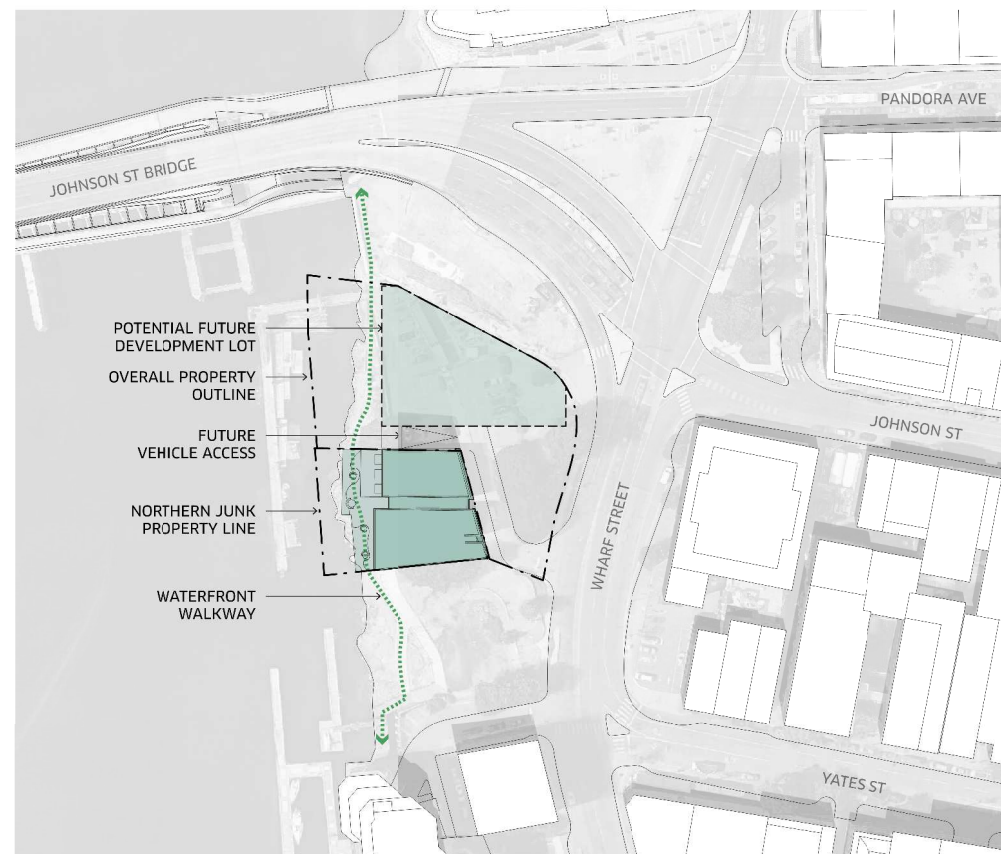 PANDORA AVE
JOHNSON ST BRIDGE
POTENTIAL FUTURE
DEVELOPMENT LOT
OVERALL PROPERTY
OUTLINE
FUTURE
VEHICLE ACCESS
JOHNSON ST
NORTHERN JUNK
PROPERTY LINE
WHARF STREET
WATERFRONT
WALKWAY
YATES ST